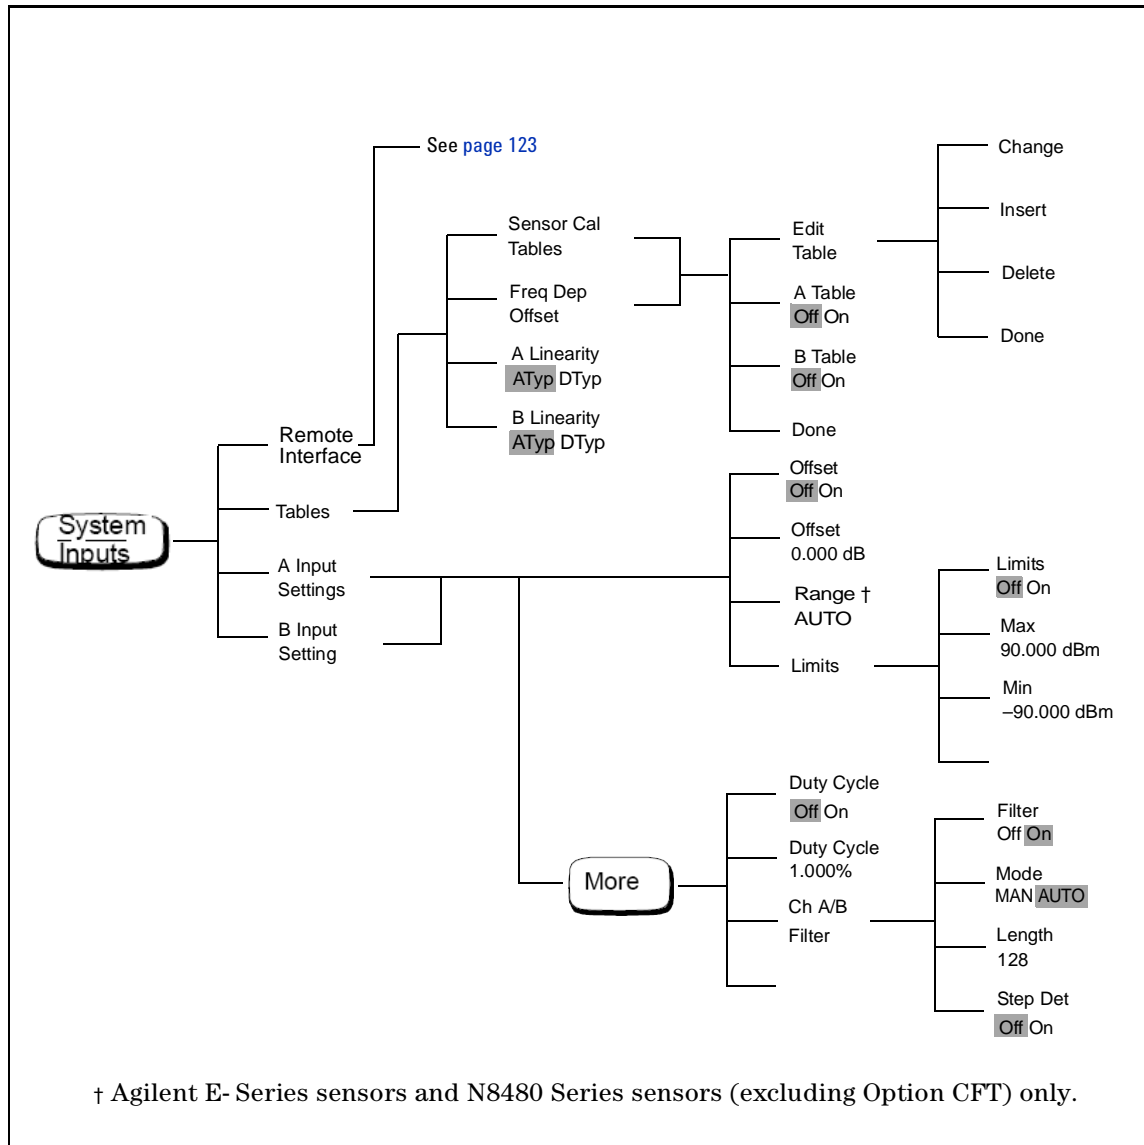 See page 123
Change
Insert
Delete
Done
Sensor Cal
Tables
Freq Dep
Offset
A Linearity
ATyp DTyp
B Linearity
ATyp DTyp
Edit
Table
A Table
Off On
B Table
Off On
Done
Remote
Interface
Tables
System
Inputs
A Input
Settings
B Input
Setting
Offset
Off On
Offset
0.000 dB
Range †
AUTO
Limits
Limits
Off On
Max
90.000 dBm
Min
–90.000 dBm
More
Duty Cycle
Off On
Duty Cycle
1.000%
Ch A/B
Filter
Filter
Off On
Mode
MAN AUTO
Length
128
Step Det
Off On
† Agilent E- Series sensors and N8480 Series sensors (excluding Option CFT) only.